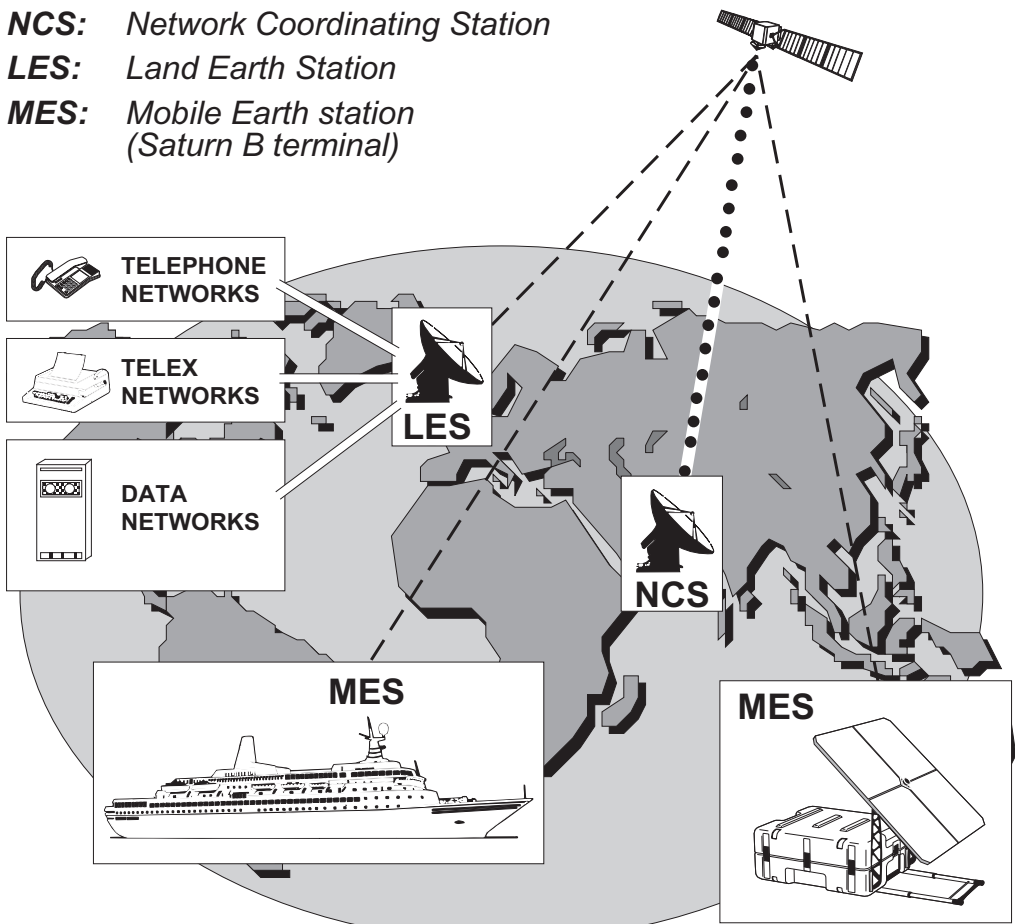 NCS: Network Coordinating Station
LES: Land Earth Station
MES: Mobile Earth station
(Saturn B terminal)
TELEPHONE
NETWORKS
TELEX
NETWORKS
DATA
NETWORKS
LES
NCS
MES
MES